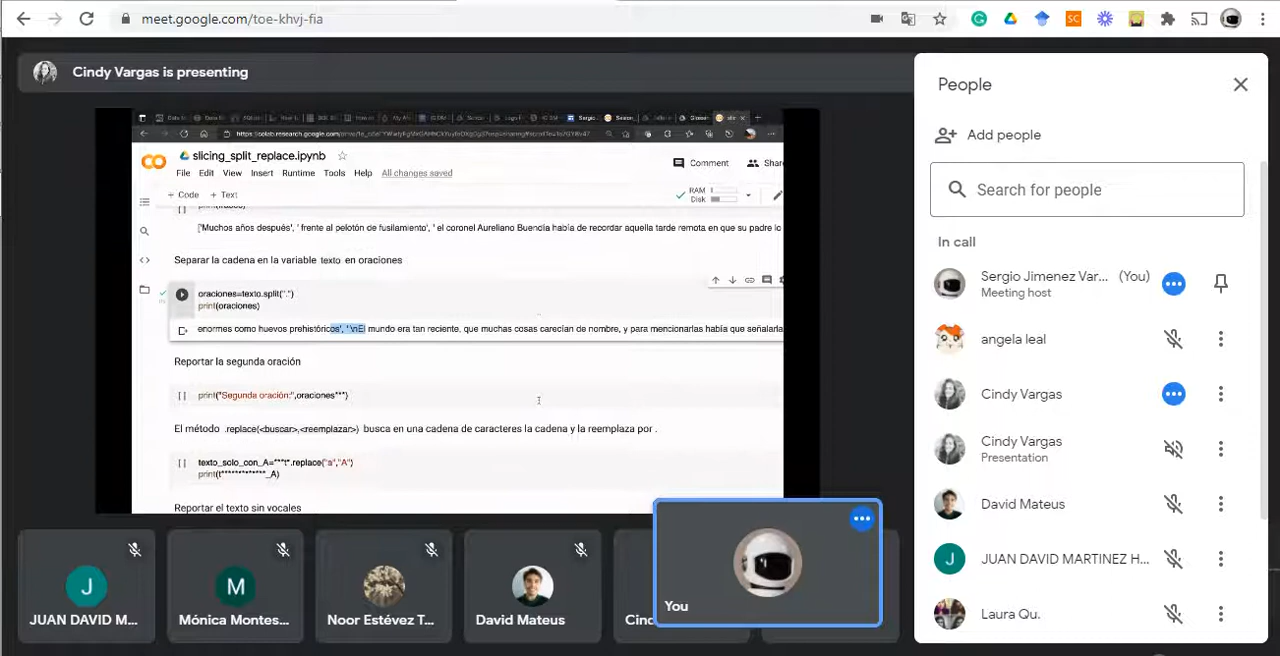 meet.google.com/toe-khvj-fia
Cindy Vargas is presenting
slicing_split_replace.ipynb
Comment
Share
File Edit View Insert Runtime Tools Help All changes saved
+ Code + Text
RAM
Disk
['Muchos años después', ' frente al pelotón de fusilamiento', ' el coronel Aureliano Buendía había de recordar aquella tarde remota en que su padre lo
Separar la cadena en la variable texto en oraciones
oraciones=texto.split(".")
print(oraciones)
enormes como huevos prehistóricos', ' \nEl mundo era tan reciente, que muchas cosas carecían de nombre, y para mencionarlas había que señalarla
Reportar la segunda oración
[ ] print("Segunda oración:",oraciones***)
El método .replace(<buscar>,<reemplazar>) busca en una cadena de caracteres la cadena y la reemplaza por .
[ ] texto_solo_con_A=***t*.replace("a","A")
Reportar el texto sin vocales
JUAN DAVID M...
Mónica Montes...
Noor Estévez T...
David Mateus
Cind
You
People
Add people
Search for people
In call
Sergio Jimenez Var... (You)
Meeting host
angela leal
Cindy Vargas
Cindy Vargas
Presentation
David Mateus
JUAN DAVID MARTINEZ H...
Laura Qu.